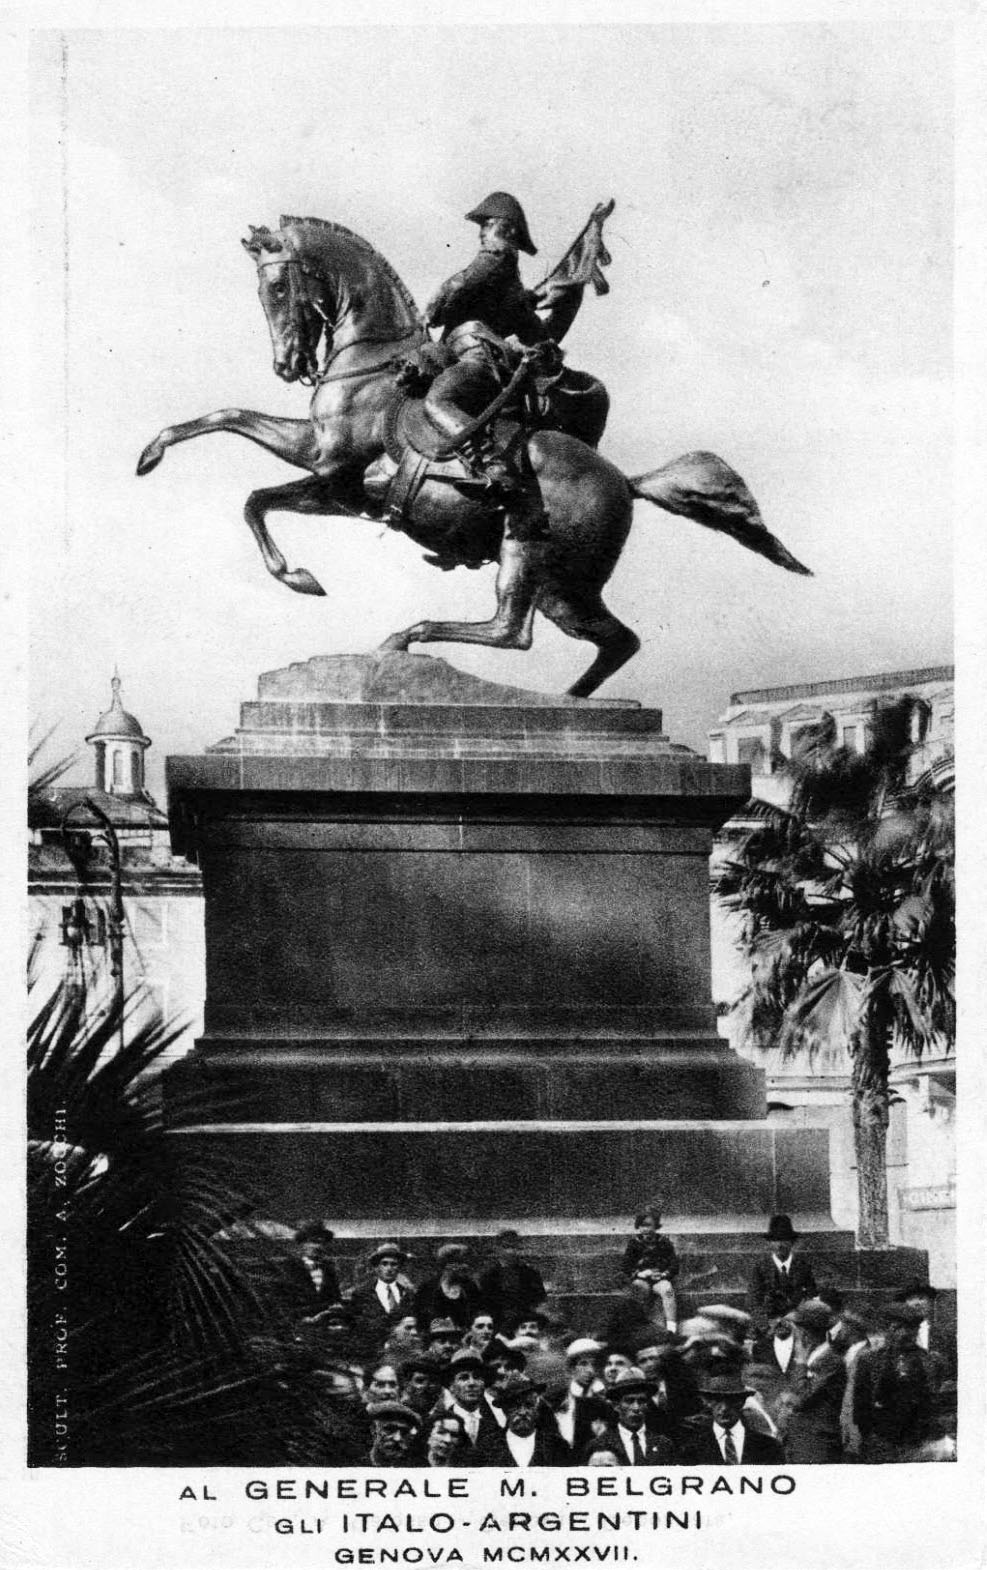 SCULT. PROF. COM. A. ZOCCHI.
AL GENERALE M. BELGRANO
GLI ITALO-ARGENTINI
GENOVA MCMXXVII.